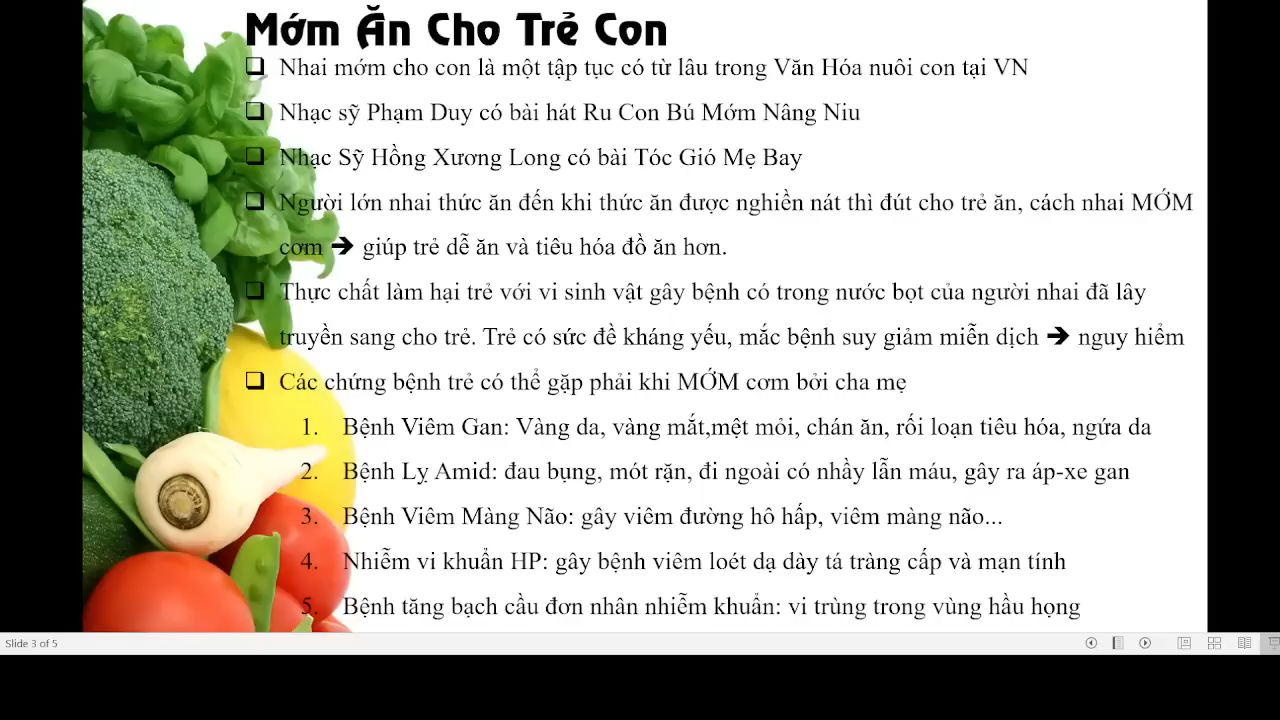 Mớm Ăn Cho Trẻ Con
Nhai mớm cho con là một tập tục có từ lâu trong Văn Hóa nuôi con tại VN
Nhạc sỹ Phạm Duy có bài hát Ru Con Bú Mớm Nâng Niu
Nhạc Sỹ Hồng Xương Long có bài Tóc Gió Mẹ Bay
Người lớn nhai thức ăn đến khi thức ăn được nghiền nát thì đút cho trẻ ăn, cách nhai MỚM
cơm ➔ giúp trẻ dễ ăn và tiêu hóa đồ ăn hơn.
Thực chất làm hại trẻ với vi sinh vật gây bệnh có trong nước bọt của người nhai đã lây
truyền sang cho trẻ. Trẻ có sức đề kháng yếu, mắc bệnh suy giảm miễn dịch ➔ nguy hiểm
Các chứng bệnh trẻ có thể gặp phải khi MỚM cơm bởi cha mẹ
1. Bệnh Viêm Gan: Vàng da, vàng mắt,mệt mỏi, chán ăn, rối loạn tiêu hóa, ngứa da
2. Bệnh Lỵ Amid: đau bụng, mót rặn, đi ngoài có nhầy lẫn máu, gây ra áp-xe gan
3. Bệnh Viêm Màng Não: gây viêm đường hô hấp, viêm màng não...
4. Nhiễm vi khuẩn HP: gây bệnh viêm loét dạ dày tá tràng cấp và mạn tính
5. Bệnh tăng bạch cầu đơn nhân nhiễm khuẩn: vi trùng trong vùng hầu họng
Slide 3 of 5